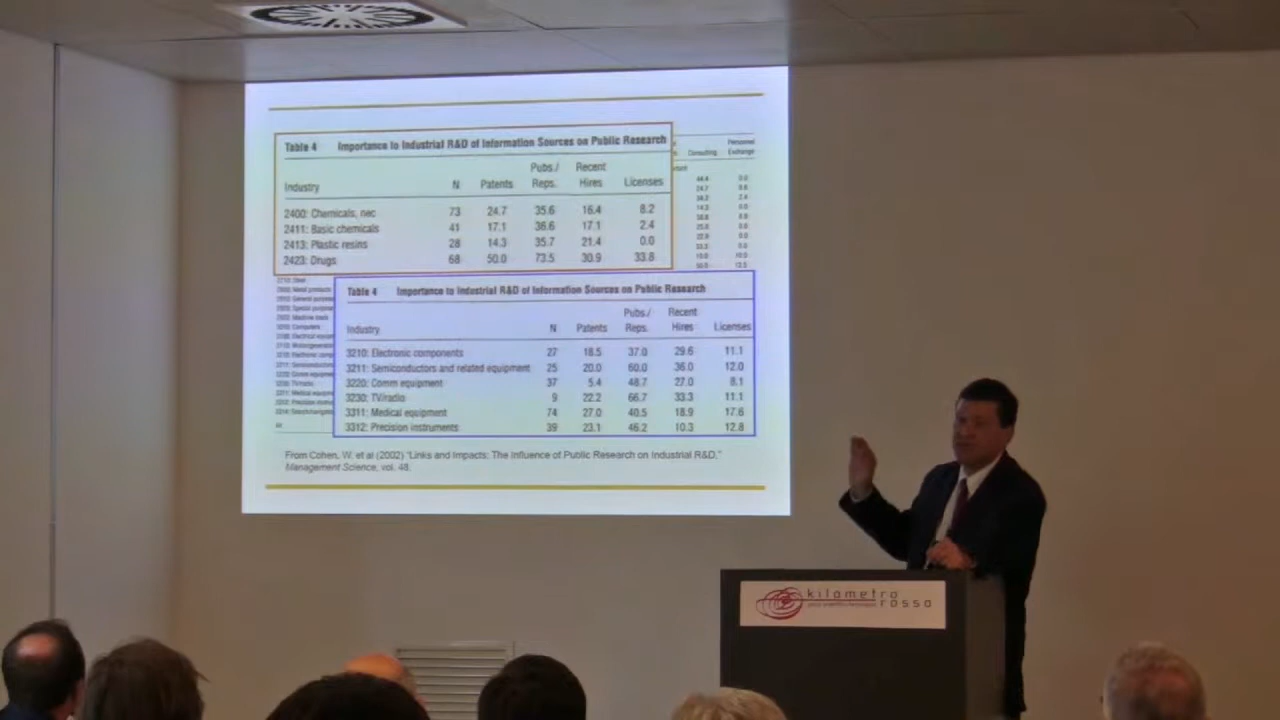 Table 4 Importance to Industrial R&D of Information Sources on Public Research
Pubs./ Recent
Industry N Patents Reps. Hires Licenses
2400: Chemicals, nec 73 24.7 35.6 16.4 8.2
2411: Basic chemicals 41 17.1 36.6 17.1 2.4
2413: Plastic resins 28 14.3 35.7 21.4 0.0
2423: Drugs 68 50.0 73.5 30.9 33.8
Personnel
Consulting Exchange
Table 4 Importance to Industrial R&D of Information Sources on Public Research
Pubs./ Recent
Industry N Patents Reps. Hires Licenses
3210: Electronic components 27 18.5 37.0 29.6 11.1
3211: Semiconductors and related equipment 25 20.0 60.0 36.0 12.0
3220: Comm equipment 37 5.4 48.7 27.0 8.1
3230: TV/radio 9 22.2 66.7 33.3 11.1
3311: Medical equipment 74 27.0 40.5 18.9 17.6
3312: Precision instruments 39 23.1 46.2 10.3 12.8
From Cohen, W. et al (2002) "Links and Impacts: The Influence of Public Research on Industrial R&D,"
Management Science, vol. 48.
kilometro
rosso